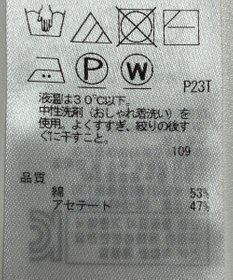 P W
P23T
液温は30℃以下。
中性洗剤（おしゃれ着洗い）を
使用。よくすすぎ、絞りの後す
ぐに干すこと。
109
品質
綿 53%
アセテート 47%